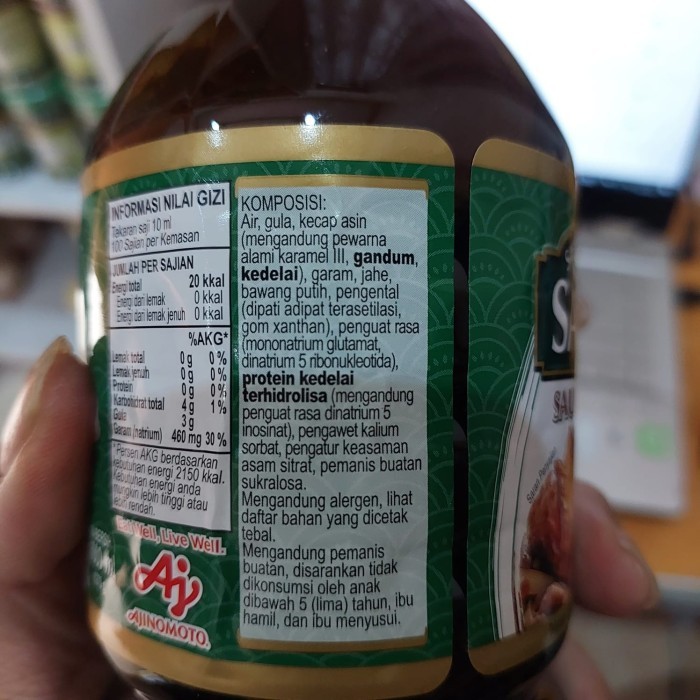 INFORMASI NILAI GIZI
Takaran saji 10 ml
100 Sajian per Kemasan
JUMLAH PER SAJIAN
Energi total 20 kkal
Energi dari lemak 0 kkal
Energi dari lemak jenuh 0 kkal
%AKG*
Lemak total 0 g 0 %
Lemak jenuh 0 g 0 %
Protein 0 g 0 %
Karbohidrat total 4 g 1 %
Gula 3 g
Garam (natrium) 460 mg 30 %
* Persen AKG berdasarkan
kebutuhan energi 2150 kkal.
Kebutuhan energi anda
mungkin lebih tinggi atau
lebih rendah.
Eat Well, Live Well.
Aj
AJINOMOTO
KOMPOSISI:
Air, gula, kecap asin
(mengandung pewarna
alami karamel III, gandum,
kedelai), garam, jahe,
bawang putih, pengental
(dipati adipat terasetilasi,
gom xanthan), penguat rasa
(mononatrium glutamat,
dinatrium 5 ribonukleotida),
protein kedelai
terhidrolisa (mengandung
penguat rasa dinatrium 5
inosinat), pengawet kalium
sorbat, pengatur keasaman
asam sitrat, pemanis buatan
sukralosa.
Mengandung alergen, lihat
daftar bahan yang dicetak
tebal.
Mengandung pemanis
buatan, disarankan tidak
dikonsumsi oleh anak
dibawah 5 (lima) tahun, ibu
hamil, dan ibu menyusui.